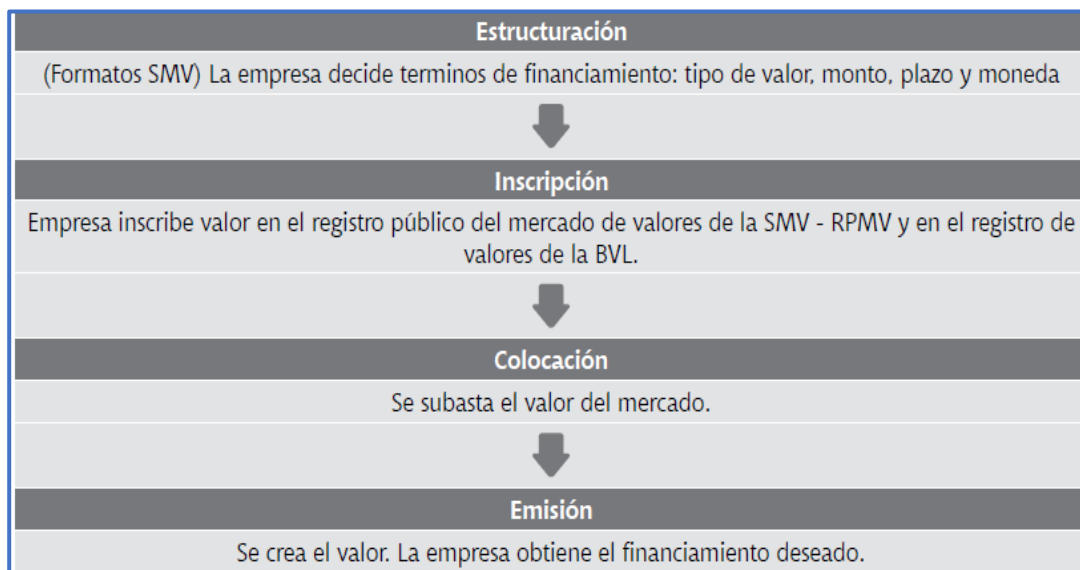 Estructuración
(Formatos SMV) La empresa decide terminos de financiamiento: tipo de valor, monto, plazo y moneda
Inscripción
Empresa inscribe valor en el registro público del mercado de valores de la SMV - RPMV y en el registro de
valores de la BVL.
Colocación
Se subasta el valor del mercado.
Emisión
Se crea el valor. La empresa obtiene el financiamiento deseado.